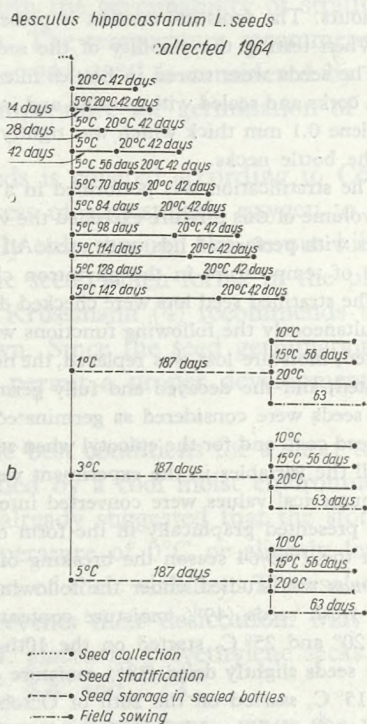 Aesculus hippocastanum L. seeds
collected 1964
20°C 42 days
14 days 5°C 20°C 42 days
28 days 5°C 20°C 42 days
42 days 5°C 20°C 42 days
5°C 56 days 20°C 42 days
5°C 70 days 20°C 42 days
5°C 84 days 20°C 42 days
5°C 98 days 20°C 42 days
5°C 114 days 20°C 42 days
5°C 128 days 20°C 42 days
5°C 142 days 20°C 42 days
10°C
15°C 56 days
1°C 187 days 20°C
63
10°C
15°C 56
b 3°C 187 days 20°C
63 days
10°C
15°C 56 days
-5°C 187 days 20°C
63 days
Seed collection
Seed stratification
Seed storage in sealed bottles
Field sowing